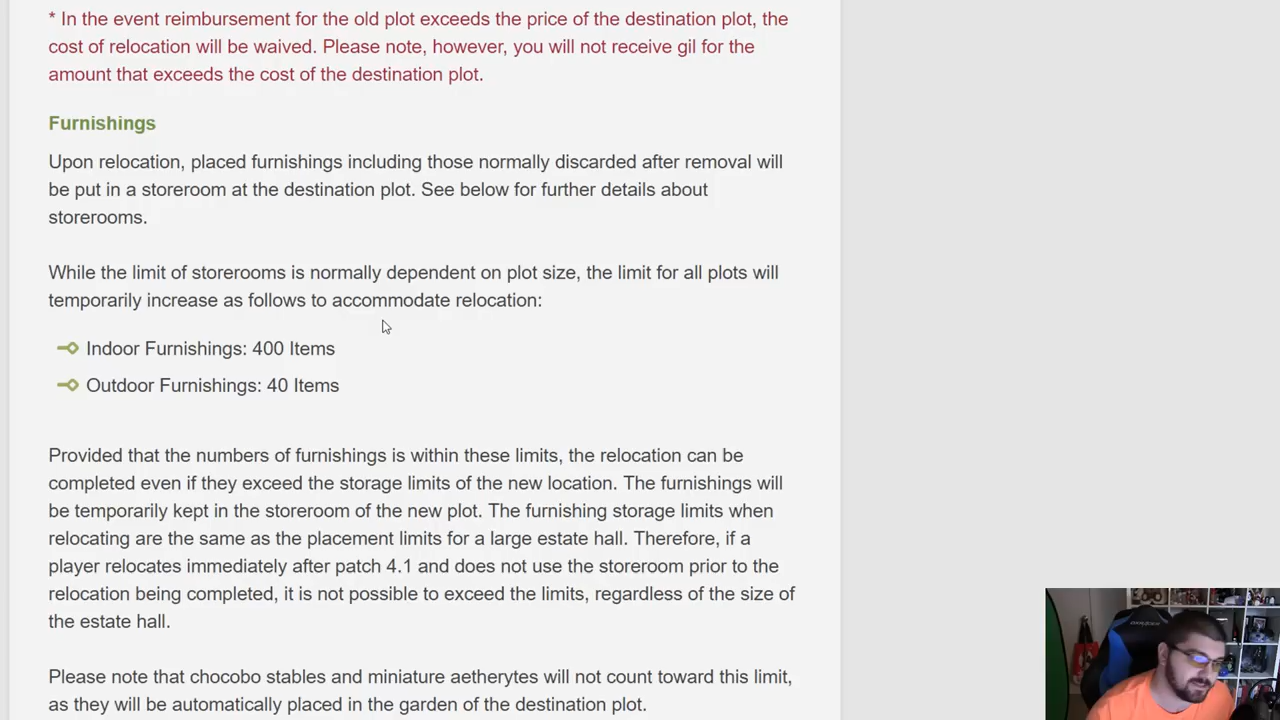 * In the event reimbursement for the old plot exceeds the price of the destination plot, the
cost of relocation will be waived. Please note, however, you will not receive gil for the
amount that exceeds the cost of the destination plot.
Furnishings
Upon relocation, placed furnishings including those normally discarded after removal will
be put in a storeroom at the destination plot. See below for further details about
storerooms.
While the limit of storerooms is normally dependent on plot size, the limit for all plots will
temporarily increase as follows to accommodate relocation:
Indoor Furnishings: 400 Items
Outdoor Furnishings: 40 Items
Provided that the numbers of furnishings is within these limits, the relocation can be
completed even if they exceed the storage limits of the new location. The furnishings will
be temporarily kept in the storeroom of the new plot. The furnishing storage limits when
relocating are the same as the placement limits for a large estate hall. Therefore, if a
player relocates immediately after patch 4.1 and does not use the storeroom prior to the
relocation being completed, it is not possible to exceed the limits, regardless of the size of
the estate hall.
Please note that chocobo stables and miniature aetherytes will not count toward this limit,
as they will be automatically placed in the garden of the destination plot.